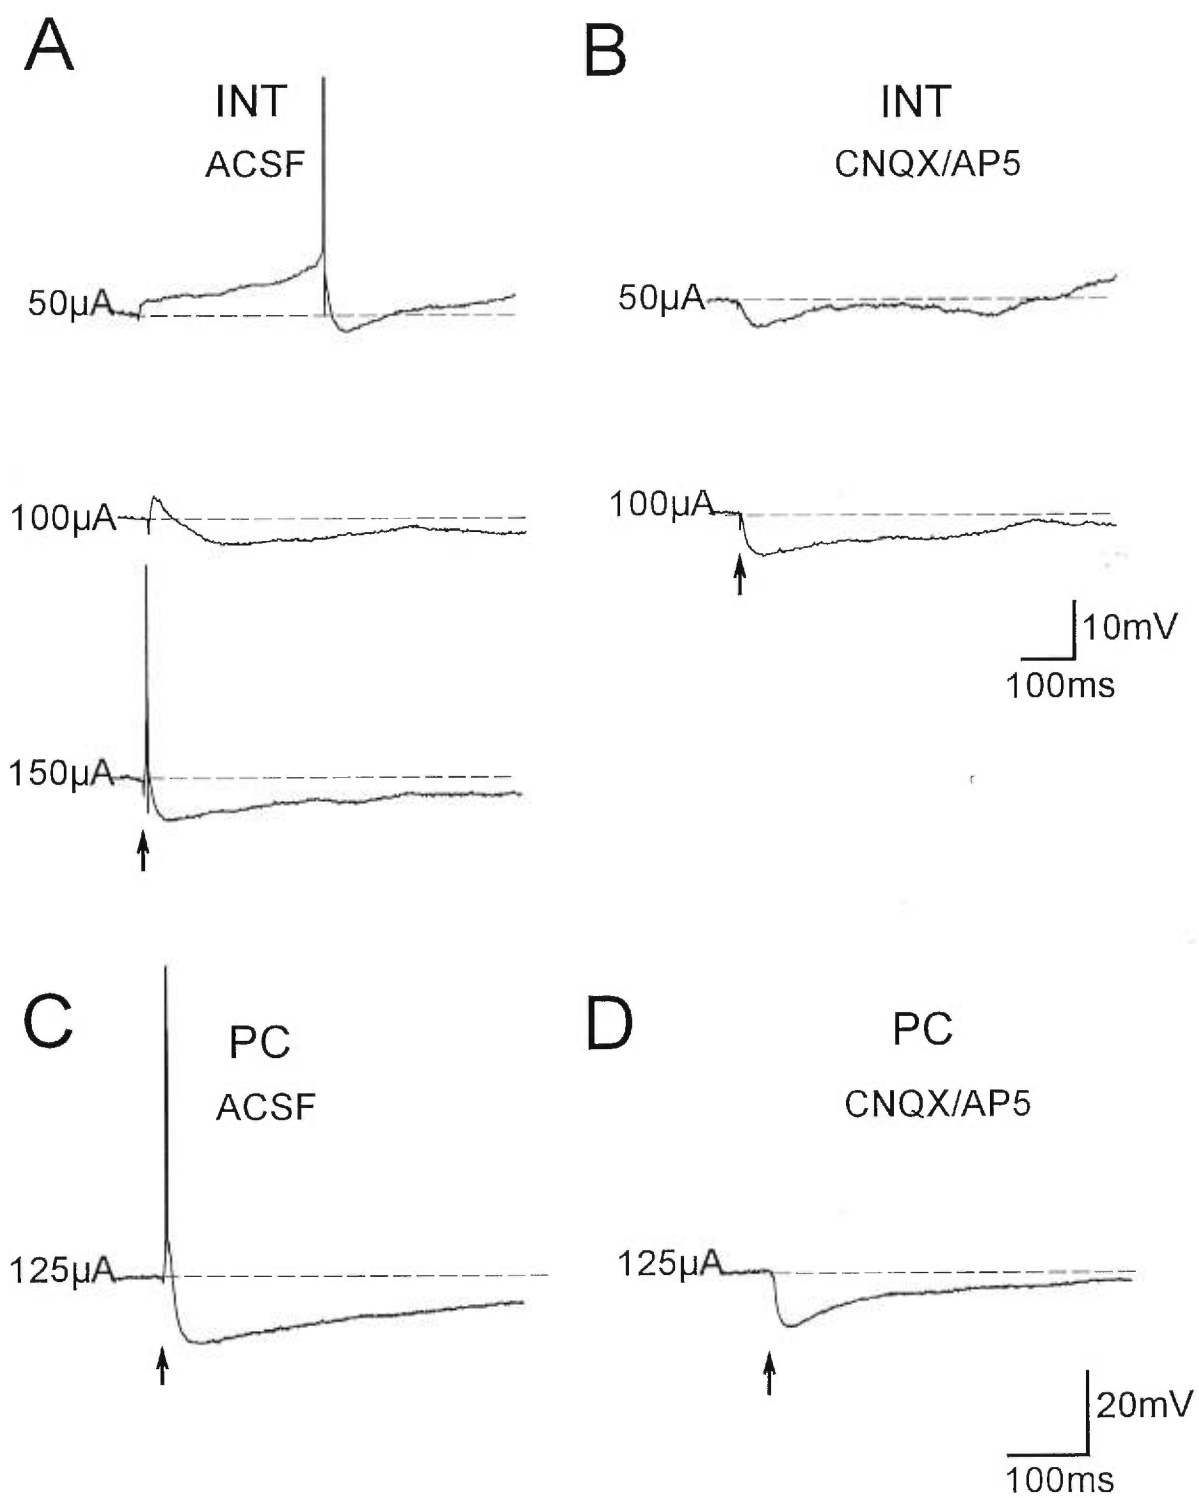 A
INT
ACSF
50µA
100µA
150µA
B
INT
CNQX/AP5
50µA
100µA
10mV
100ms
C
PC
ACSF
125µA
D
PC
CNQX/AP5
125µA
20mV
100ms